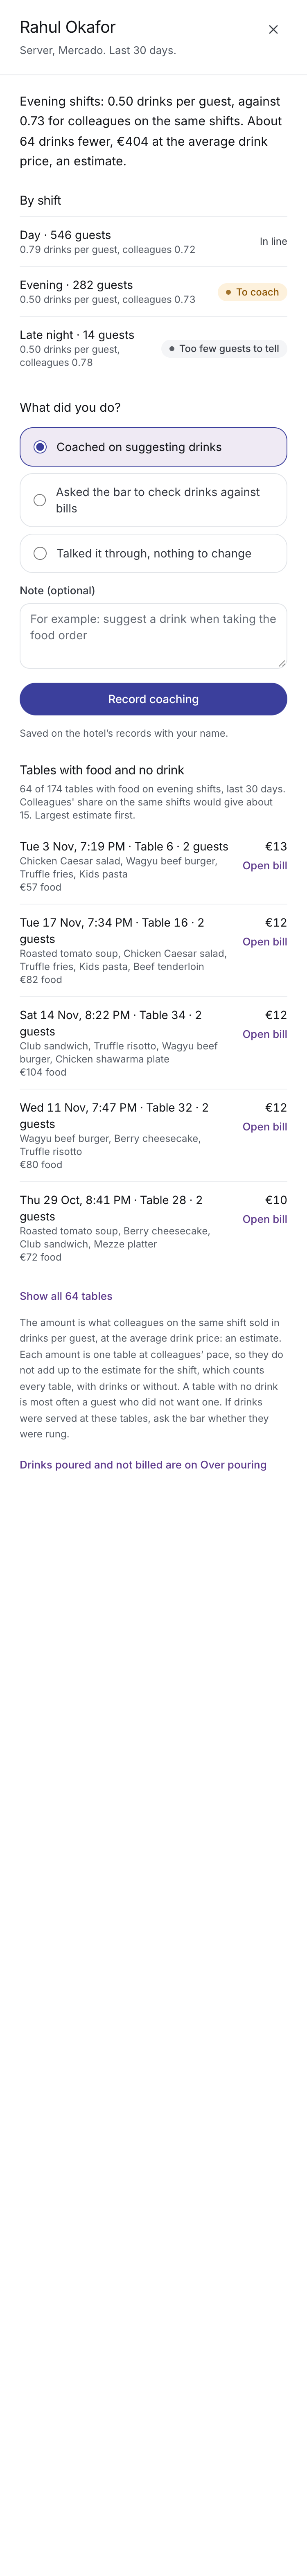 Rahul Okafor
Server, Mercado. Last 30 days.
Evening shifts: 0.50 drinks per guest, against
0.73 for colleagues on the same shifts. About
64 drinks fewer, €404 at the average drink
price, an estimate.
By shift
Day · 546 guests
0.79 drinks per guest, colleagues 0.72
In line
Evening · 282 guests
0.50 drinks per guest, colleagues 0.73
To coach
Late night · 14 guests
0.50 drinks per guest,
colleagues 0.78
Too few guests to tell
What did you do?
Coached on suggesting drinks
Asked the bar to check drinks against
bills
Talked it through, nothing to change
Note (optional)
For example: suggest a drink when taking the
food order
Record coaching
Saved on the hotel’s records with your name.
Tables with food and no drink
64 of 174 tables with food on evening shifts, last 30 days.
Colleagues' share on the same shifts would give about
15. Largest estimate first.
Tue 3 Nov, 7:19 PM · Table 6 · 2 guests
€13
Chicken Caesar salad, Wagyu beef burger,
Truffle fries, Kids pasta
€57 food
Open bill
Tue 17 Nov, 7:34 PM · Table 16 · 2
guests
€12
Roasted tomato soup, Chicken Caesar salad,
Truffle fries, Kids pasta, Beef tenderloin
€82 food
Open bill
Sat 14 Nov, 8:22 PM · Table 34 · 2
guests
€12
Club sandwich, Truffle risotto, Wagyu beef
burger, Chicken shawarma plate
€104 food
Open bill
Wed 11 Nov, 7:47 PM · Table 32 · 2
guests
€12
Wagyu beef burger, Berry cheesecake,
Truffle risotto
€80 food
Open bill
Thu 29 Oct, 8:41 PM · Table 28 · 2
guests
€10
Roasted tomato soup, Berry cheesecake,
Club sandwich, Mezze platter
€72 food
Open bill
Show all 64 tables
The amount is what colleagues on the same shift sold in
drinks per guest, at the average drink price: an estimate.
Each amount is one table at colleagues’ pace, so they do
not add up to the estimate for the shift, which counts
every table, with drinks or without. A table with no drink
is most often a guest who did not want one. If drinks
were served at these tables, ask the bar whether they
were rung.
Drinks poured and not billed are on Over pouring